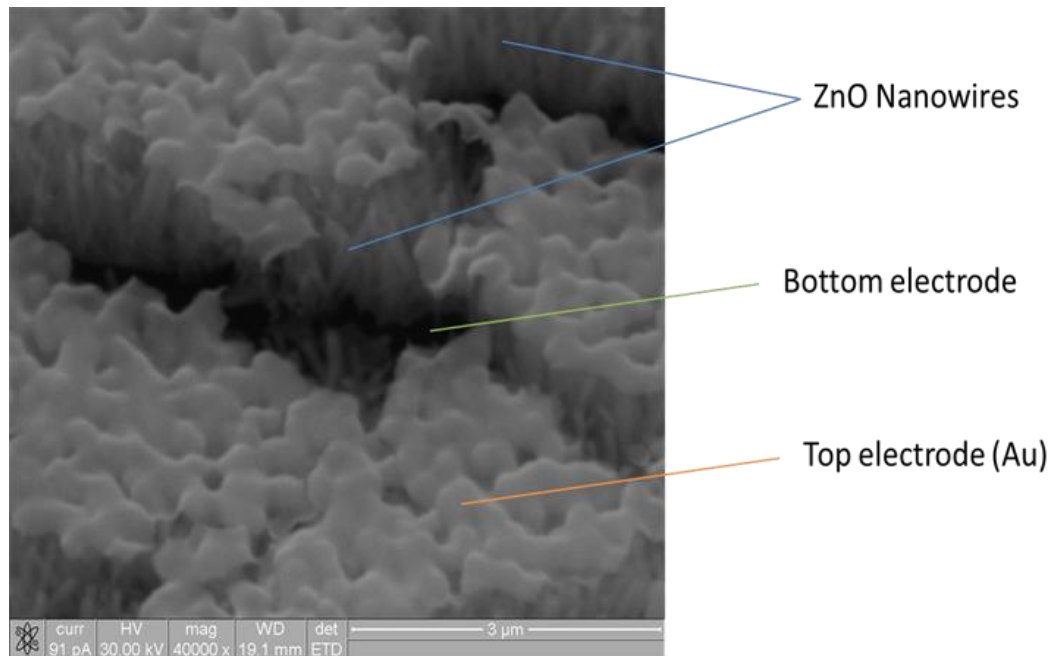 ZnO Nanowires
Bottom electrode
Top electrode (Au)
curr HV mag WD det 3 µm
91 pA 30.00 kV 40000 x 19.1 mm ETD